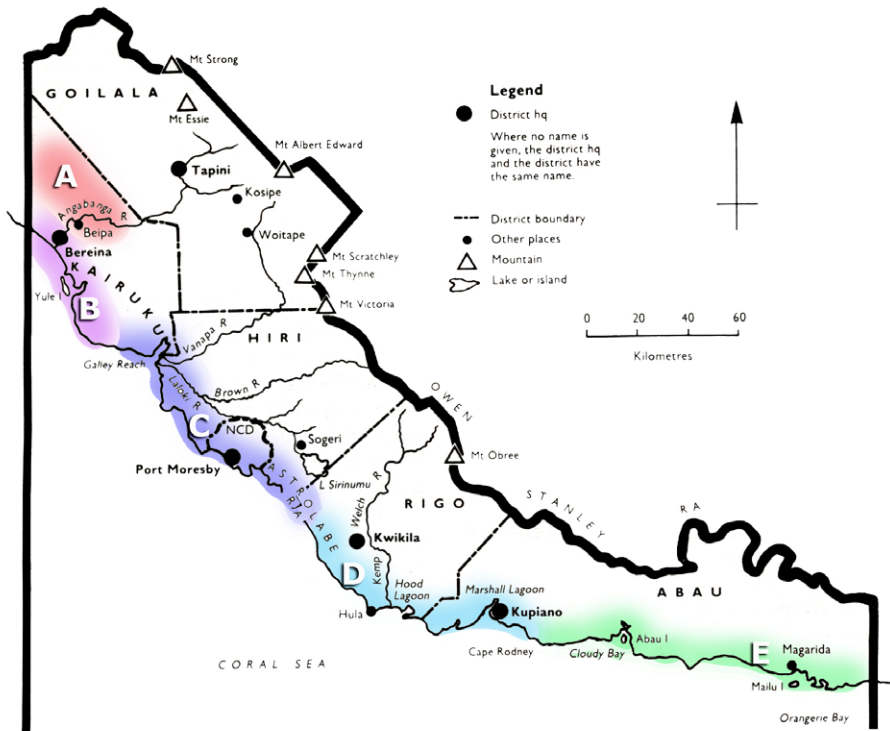 Mt Strong
GOILALA
Mt Essie
Mt Albert Edward
Tapini
A
Kosipe
Angabanga R
Beipa
Woitape
Bereina
Mt Scratchley
Mt Thynne
KAIRUKU
Yule I
B
Mt Victoria
Vanapa R
HIRI
Galley Reach
Laloki R
Brown R
OWEN
C
NCD
Sogeri
Port Moresby
Mt Obree
L Sirinumu
ASTROLABE
RA
RIGO
STANLEY
RA
Welch
R
Kwikila
D
Kemp
Hood
Lagoon
Marshall Lagoon
ABAU
Hula
Kupiano
Cape Rodney
Cloudy Bay
Abau I
E
Magarida
Mailu I
CORAL SEA
Orangerie Bay
Legend
District hq
Where no name is
given, the district hq
and the district have
the same name.
District boundary
Other places
Mountain
Lake or island
0 20 40 60
Kilometres